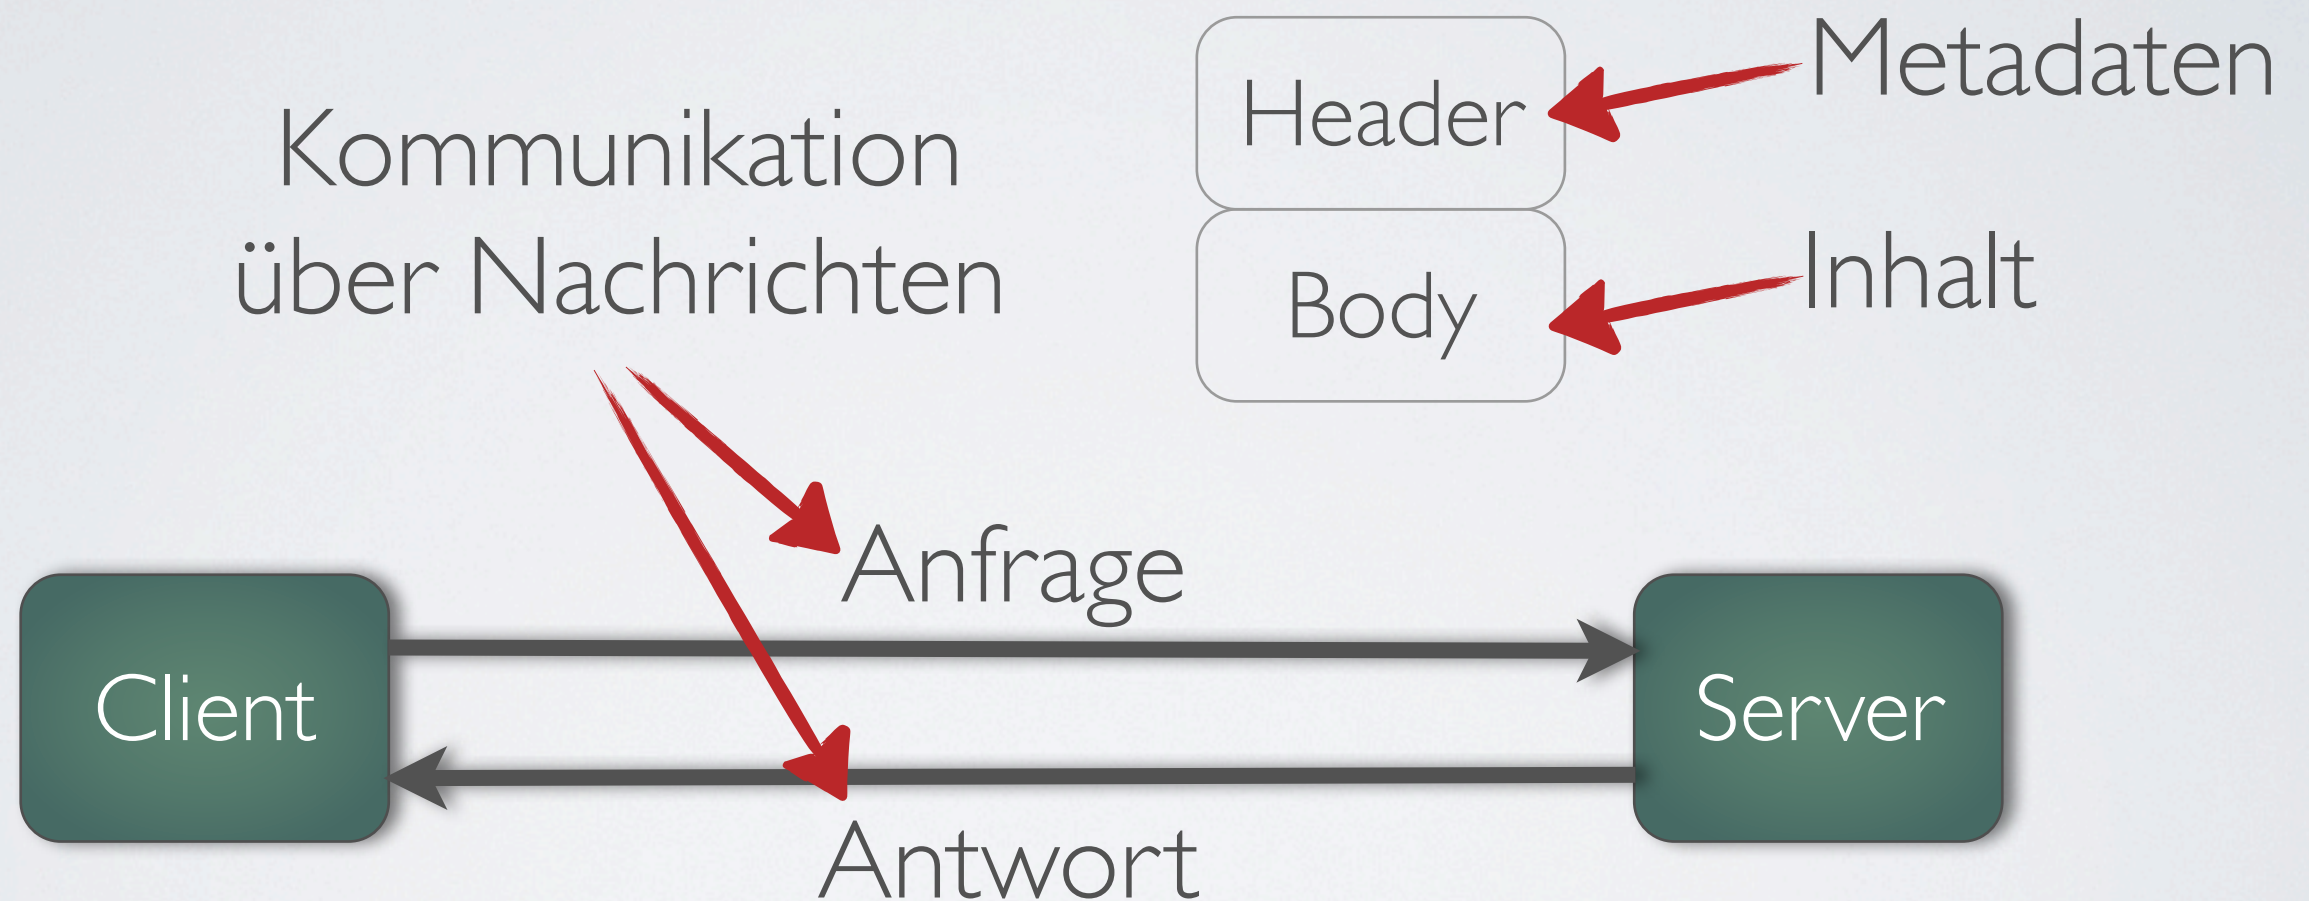 Kommunikation
über Nachrichten
Header
Metadaten
Body
Inhalt
Anfrage
Client
Server
Antwort